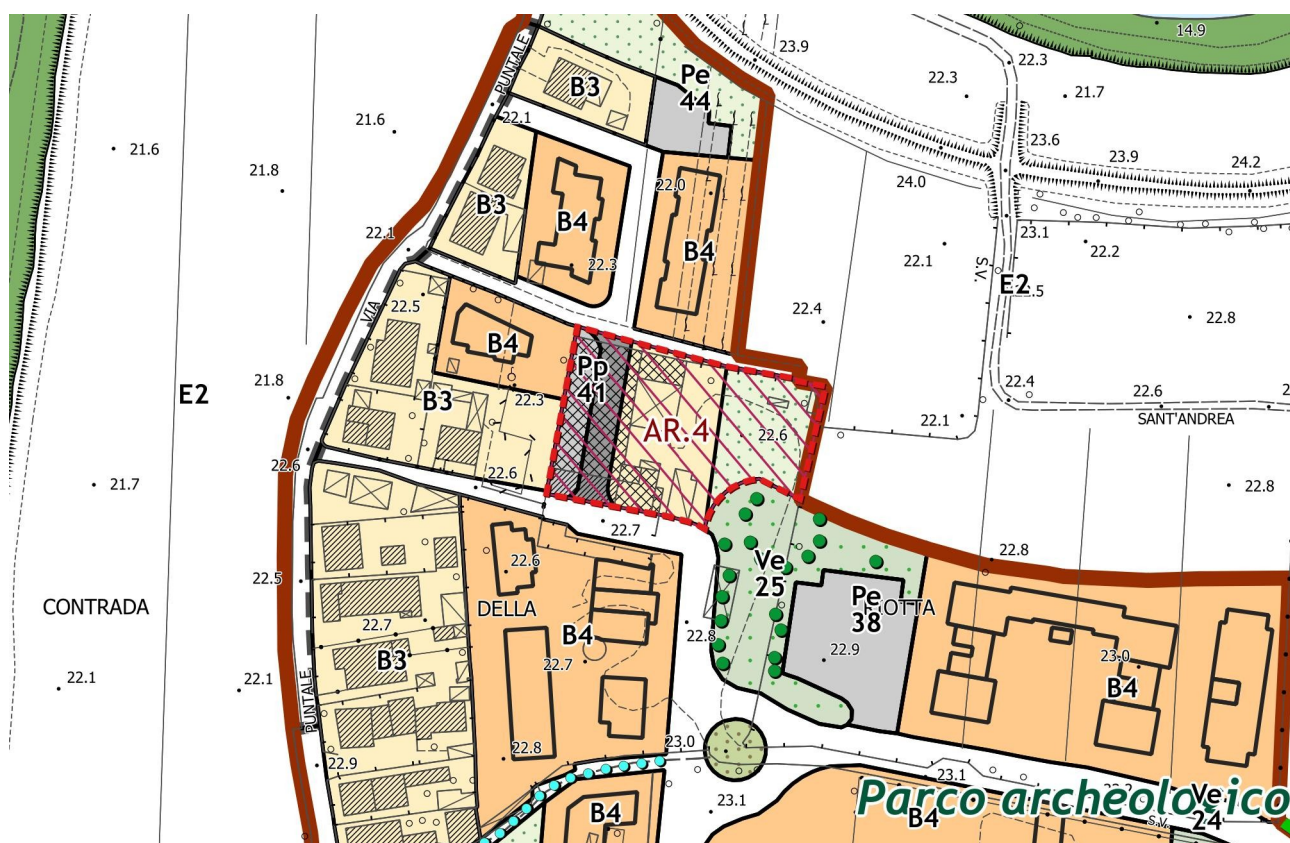 14.9
23.9
22.3
22.3
21.7
PUNTALE
B3
Pe
44
22.1
21.6
21.6
23.6
23.9
24.2
24.0
21.8
22.0
B3
B4
B4
22.1
23.1
22.2
22.3
22.1
S.V.
E2
22.5
VIA
22.4
22.8
B4
Pp
41
21.8
E2
B3
22.3
22.4
22.6
AR.4
22.6
22.1
SANT'ANDREA
22.6
22.6
21.7
22.8
22.7
22.8
22.6
Ve
25
22.5
CONTRADA
DELLA
Pe
38
22.7
B4
22.8
B3
22.7
22.9
23.0
22.1
22.1
B4
PUNTALE
22.8
23.0
22.9
23.1
23.1
B4
Parco archeologico
B4
S.V.
Ve
24